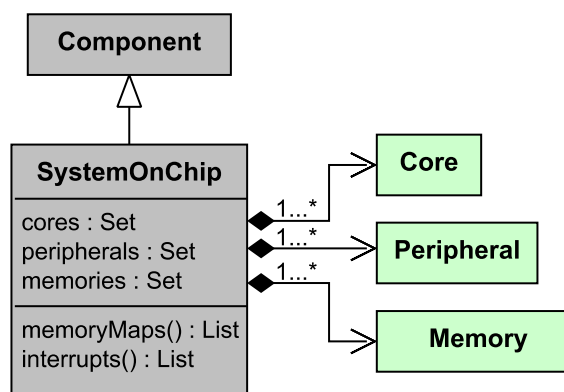 Component
SystemOnChip
cores : Set
peripherals : Set
memories : Set
memoryMaps() : List
interrupts() : List
1...*
Core
1...*
Peripheral
1...*
Memory